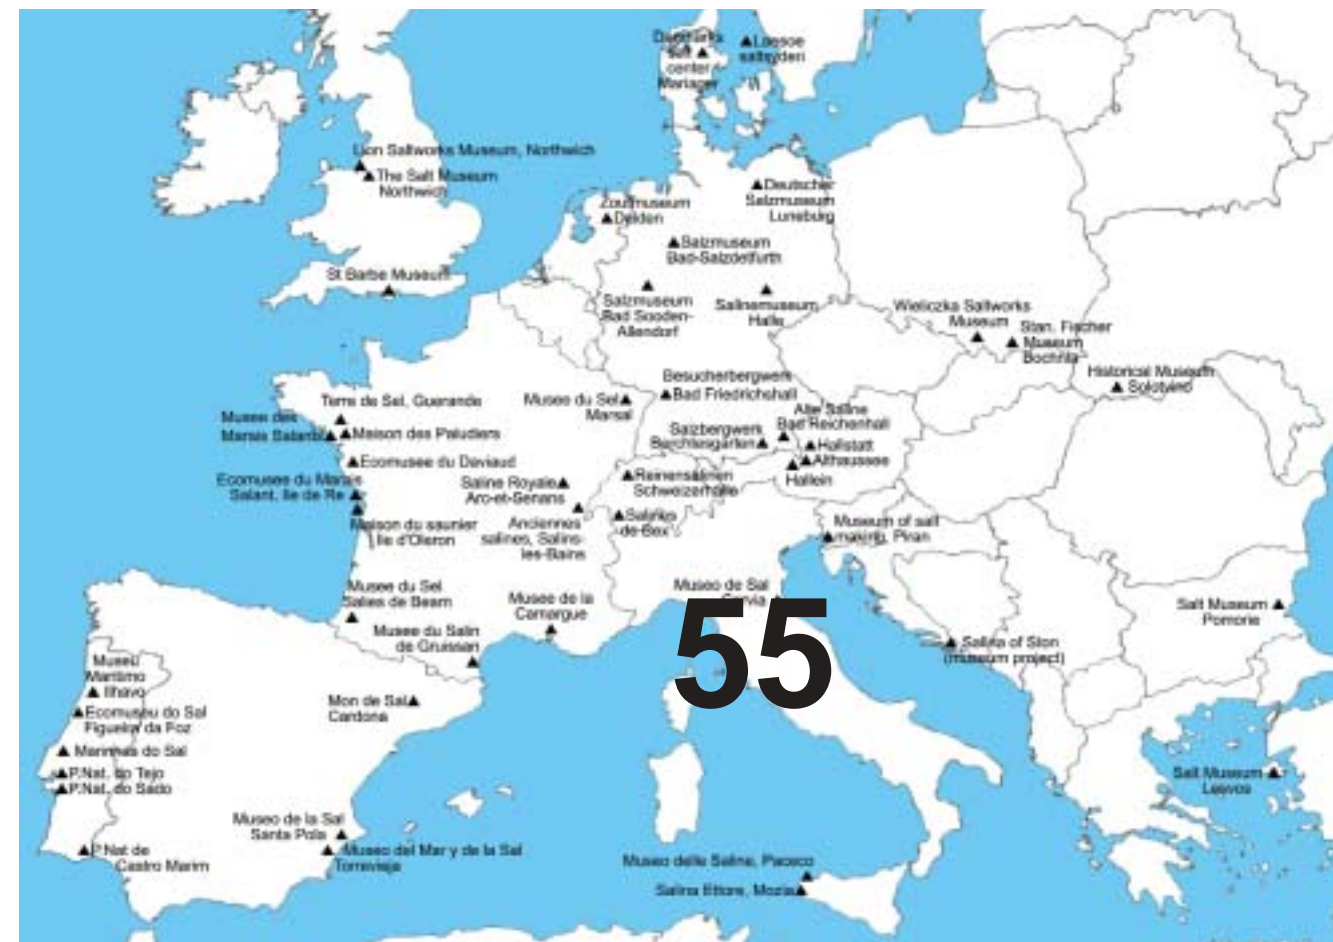 Danmarks
salt
center
Mariager
Laesoe
saltsyden
Lion Saltworks Museum, Northwich
The Salt Museum
Northwich
Zoutmuseum
Delden
Deutscher
Salzmuseum
Luneburg
Salzmuseum
Bad-Salzdetfurth
St Barbe Museum
Salzmuseum
Bad Sooden-
Allendorf
Salinemuseum
Halle
Wieliczka Saltworks
Museum
Stan. Fischer
Museum
Bochnia
Historical Museum
Solotvino
Besucherbergwerk
Bad Friedrichshall
Terre de Sel, Guerande
Musee du Sel
Marsal
Musee des
Marais Salants
Maison des Paludiers
Alte Saline
Bad Reichenhall
Salzbergwerk
Berchtesgarten
Hallstatt
Althaussee
Hallein
Ecomusee du Daviaud
Ecomusee du Marais
Salant, Ile de Re
Saline Royale
Arc-et-Senans
Reinensalinen
Schweizerhalle
Maison du saunier
Ile d'Oleron
Anciennes
salines, Salins-
les-Bains
Salines
-de-Bex
Museum of salt
making, Piran
Musee du Sel
Salies de Bearn
Musee de la
Camargue
Museo de Sal
Cervia
55
Salt Museum
Pomorie
Musee du Salin
de Gruissan
Salina of Ston
(museum project)
Museu
Maritimo
Ilhavo
Ecomuseu do Sal
Figueira da Foz
Mon de Sal
Cardona
Marinhas do Sal
P.Nat. do Tejo
P.Nat. do Sado
Salt Museum
Lesvos
Museo de la Sal
Santa Pola
P.Nat de
Castro Marim
Museo del Mar y de la Sal
Torrevieja
Museo delle Saline, Paceco
Salina Ettore, Mozia